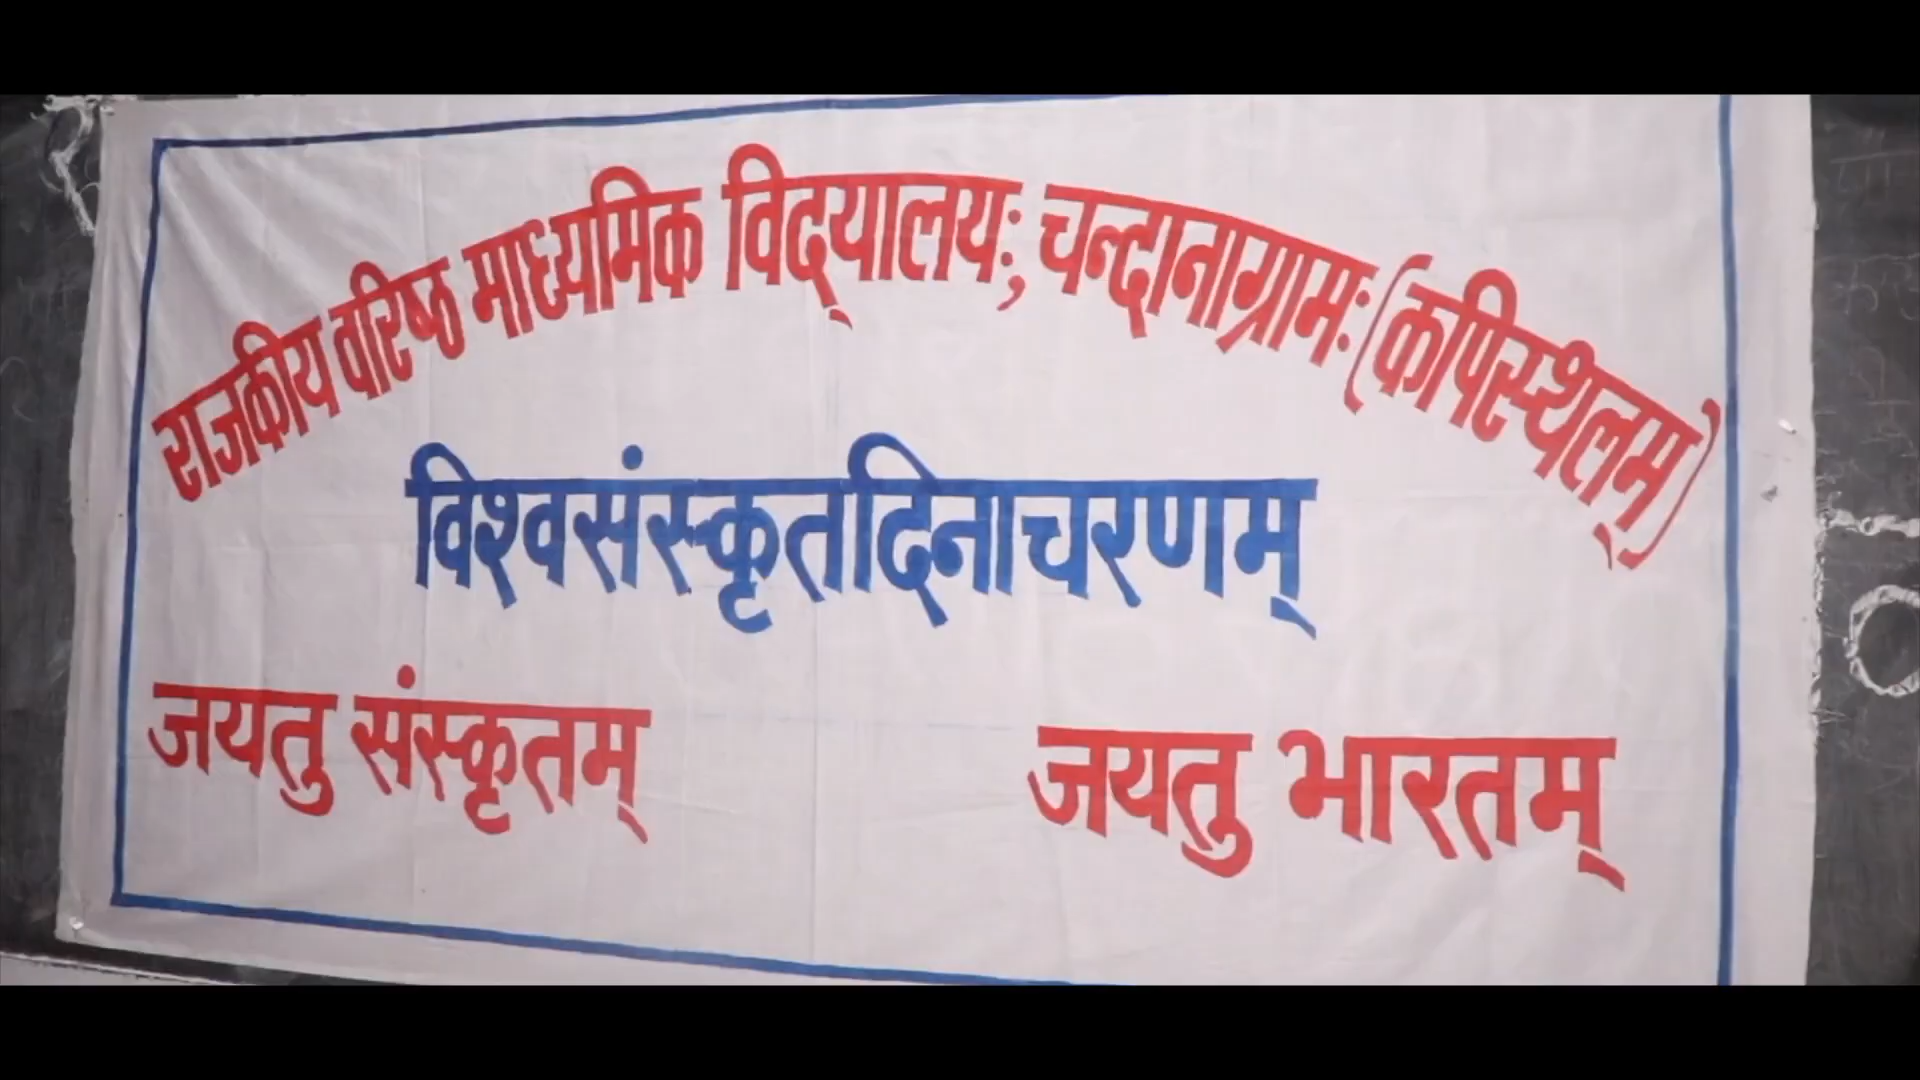 राजकीय वरिष्ठ माध्यमिक विद्‌यालयः, चन्दानाग्रामः (कपिस्थलम्)
विश्वसंस्कृतदिनाचरणम्
जयतु संस्कृतम् जयतु भारतम्